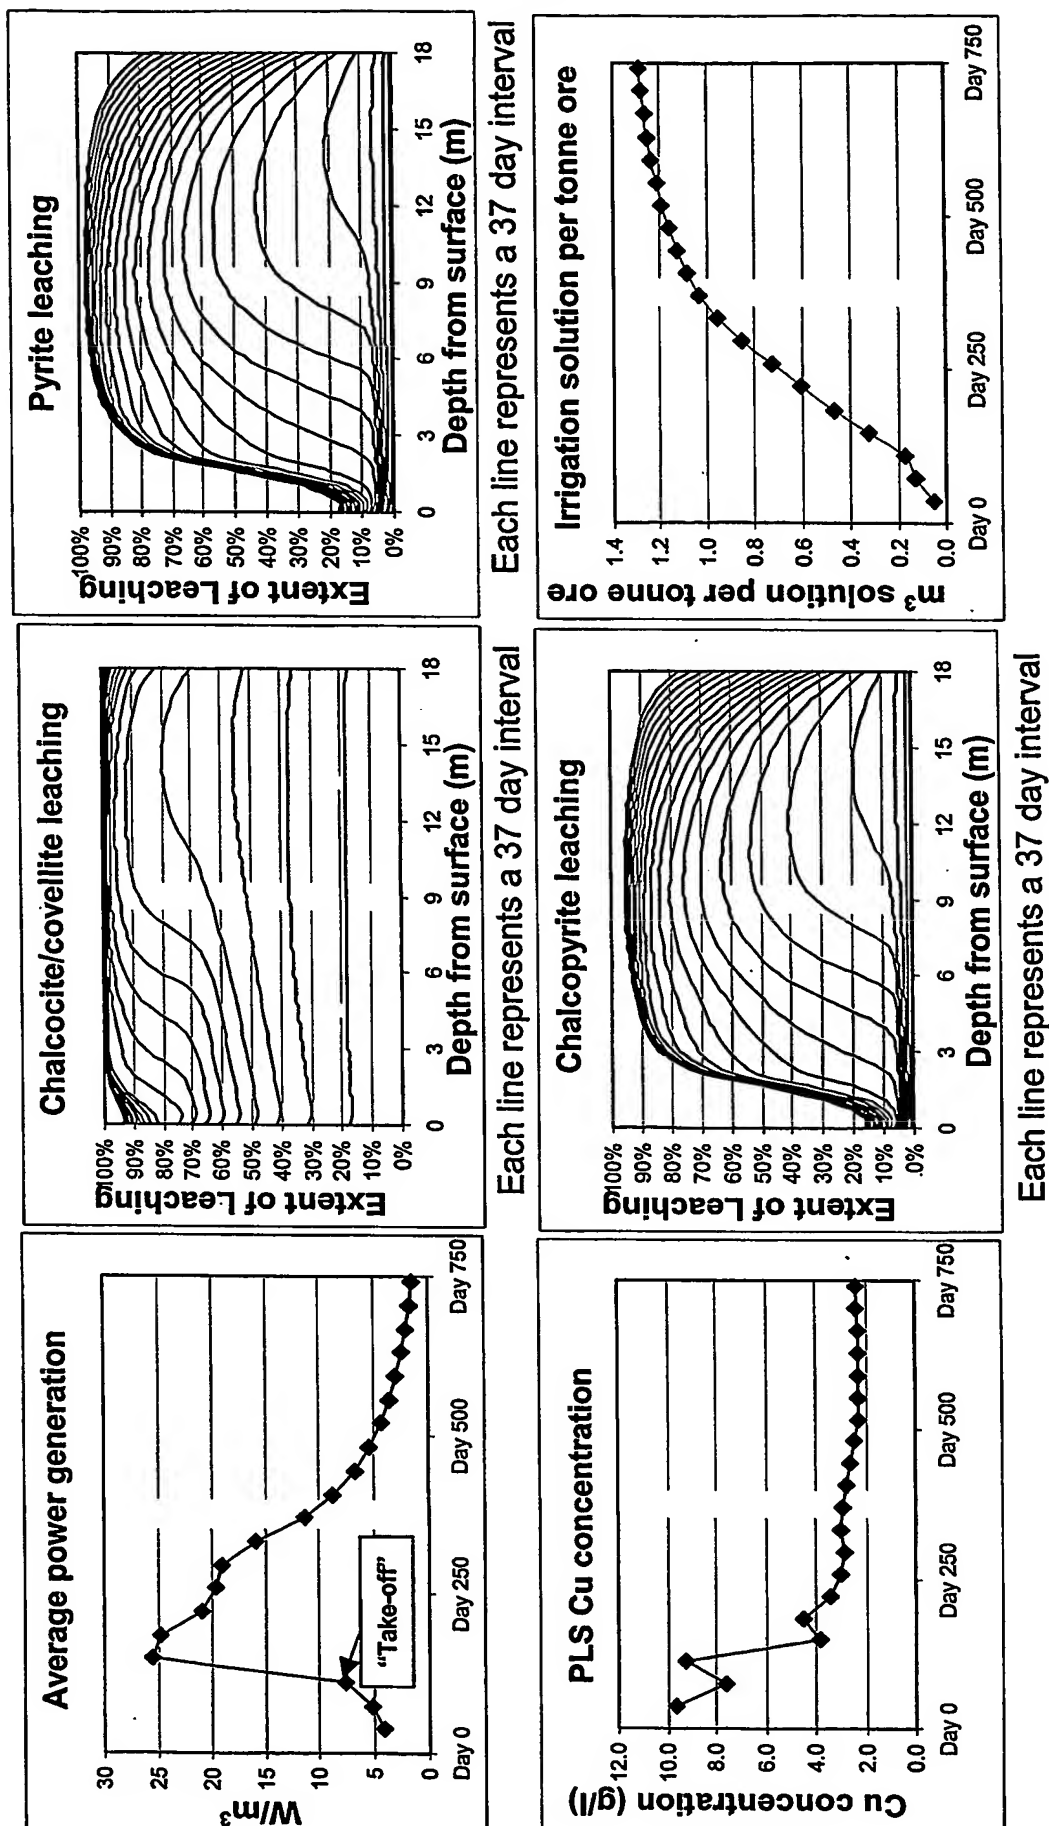 Average power generation
W/m³
30
25
20
15
10
5
0
"Take-off"
Day 0
Day 250
Day 500
Day 750
Chalcocite/covellite leaching
Extent of Leaching
100%
90%
80%
70%
60%
50%
40%
30%
20%
10%
0%
0
3
6
9
12
15
18
Depth from surface (m)
Each line represents a 37 day interval
Pyrite leaching
Extent of Leaching
100%
90%
80%
70%
60%
50%
40%
30%
20%
10%
0%
0
3
6
9
12
15
18
Depth from surface (m)
Each line represents a 37 day interval
PLS Cu concentration
Cu concentration (g/l)
12.0
10.0
8.0
6.0
4.0
2.0
0.0
Day 0
Day 250
Day 500
Day 750
Chalcopyrite leaching
Extent of Leaching
100%
90%
80%
70%
60%
50%
40%
30%
20%
10%
0%
0
3
6
9
12
15
18
Depth from surface (m)
Each line represents a 37 day interval
Irrigation solution per tonne ore
m³ solution per tonne ore
1.4
1.2
1.0
0.8
0.6
0.4
0.2
0.0
Day 0
Day 250
Day 500
Day 750